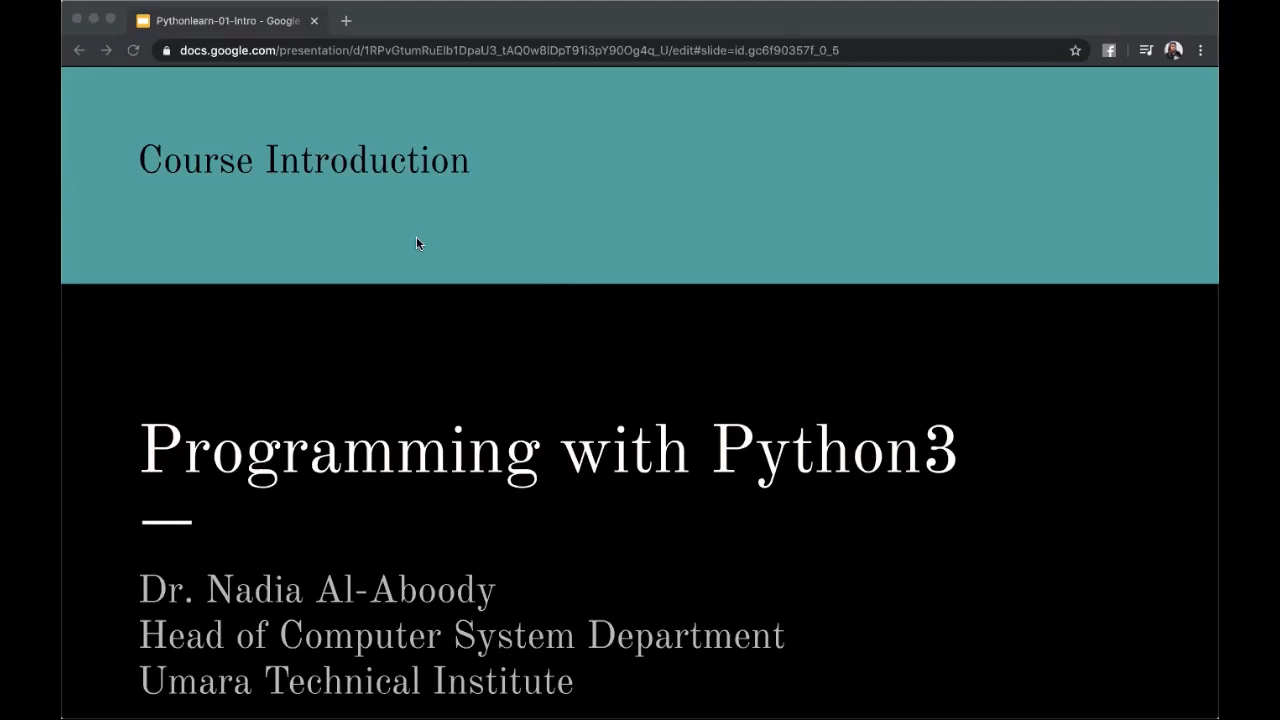 Pythonlearn-01-Intro - Google
docs.google.com/presentation/d/1RPvGtumRuElb1DpaU3_tAQ0w8lDpT91i3pY90Og4q_U/edit#slide=id.gc6f90357f_0_5
Course Introduction
Programming with Python3
Dr. Nadia Al-Aboody
Head of Computer System Department
Umara Technical Institute